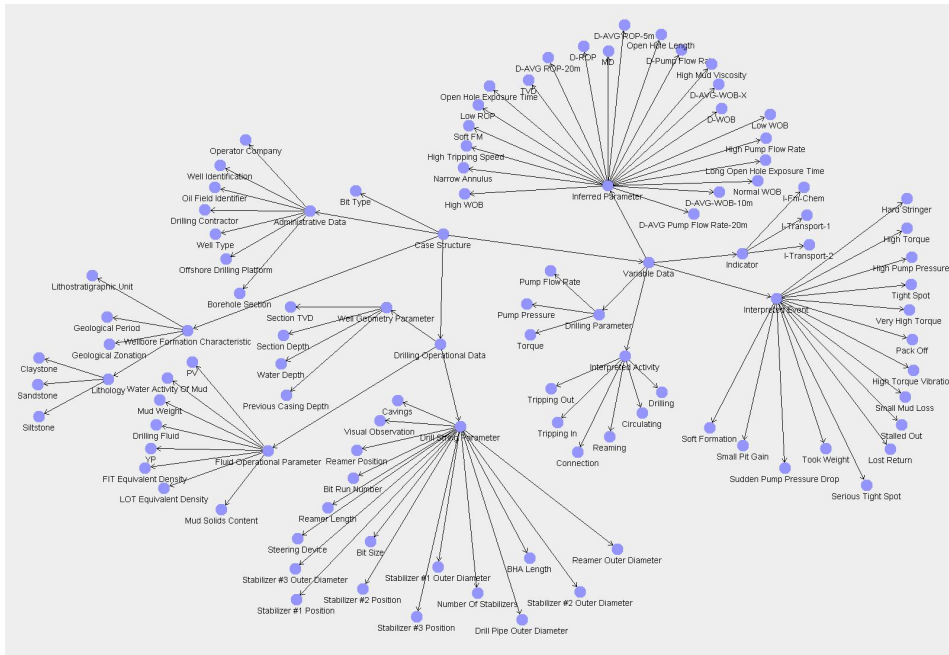 D-AVG ROP-5m
Open Hole Length
D-ROP
MD
D-Pump Flow Ra
D-AVG ROP-20m
High Mud Viscosity
TVD
D-AVG-WOB-X
Open Hole Exposure Time
Low ROP
D-WOB
Low WOB
Soft FM
High Pump Flow Rate
High Tripping Speed
Long Open Hole Exposure Time
Narrow Annulus
Normal WOB
High WOB
Inferred Parameter
D-AVG-WOB-10m
D-AVG Pump Flow Rate-20m
Operator Company
Well Identification
Oil Field Identifier
Drilling Contractor
Administrative Data
Bit Type
Well Type
Offshore Drilling Platform
Borehole Section
Case Structure
I-Fm-Chem
I-Transport-1
I-Transport-2
Indicator
Variable Data
Hard Stringer
High Torque
High Pump Pressure
Tight Spot
Interpreted Event
Very High Torque
Pack Off
High Torque Vibratio
Small Mud Loss
Stalled Out
Lost Return
Serious Tight Spot
Took Weight
Sudden Pump Pressure Drop
Small Pit Gain
Soft Formation
Pump Flow Rate
Pump Pressure
Drilling Parameter
Torque
Interpreted Activity
Tripping Out
Drilling
Circulating
Tripping In
Reaming
Connection
Lithostratigraphic Unit
Geological Period
Wellbore Formation Characteristic
Geological Zonation
Claystone
Lithology
Sandstone
Siltstone
Section TVD
Well Geometry Parameter
Section Depth
Water Depth
Previous Casing Depth
Drilling Operational Data
PV
Water Activity Of Mud
Mud Weight
Drilling Fluid
YP
Fluid Operational Parameter
FIT Equivalent Density
LOT Equivalent Density
Mud Solids Content
Cavings
Visual Observation
Drill String Parameter
Reamer Position
Bit Run Number
Reamer Length
Steering Device
Bit Size
Stabilizer #3 Outer Diameter
Stabilizer #1 Outer Diameter
BHA Length
Reamer Outer Diameter
Stabilizer #1 Position
Stabilizer #2 Position
Number Of Stabilizers
Stabilizer #2 Outer Diameter
Stabilizer #3 Position
Drill Pipe Outer Diameter